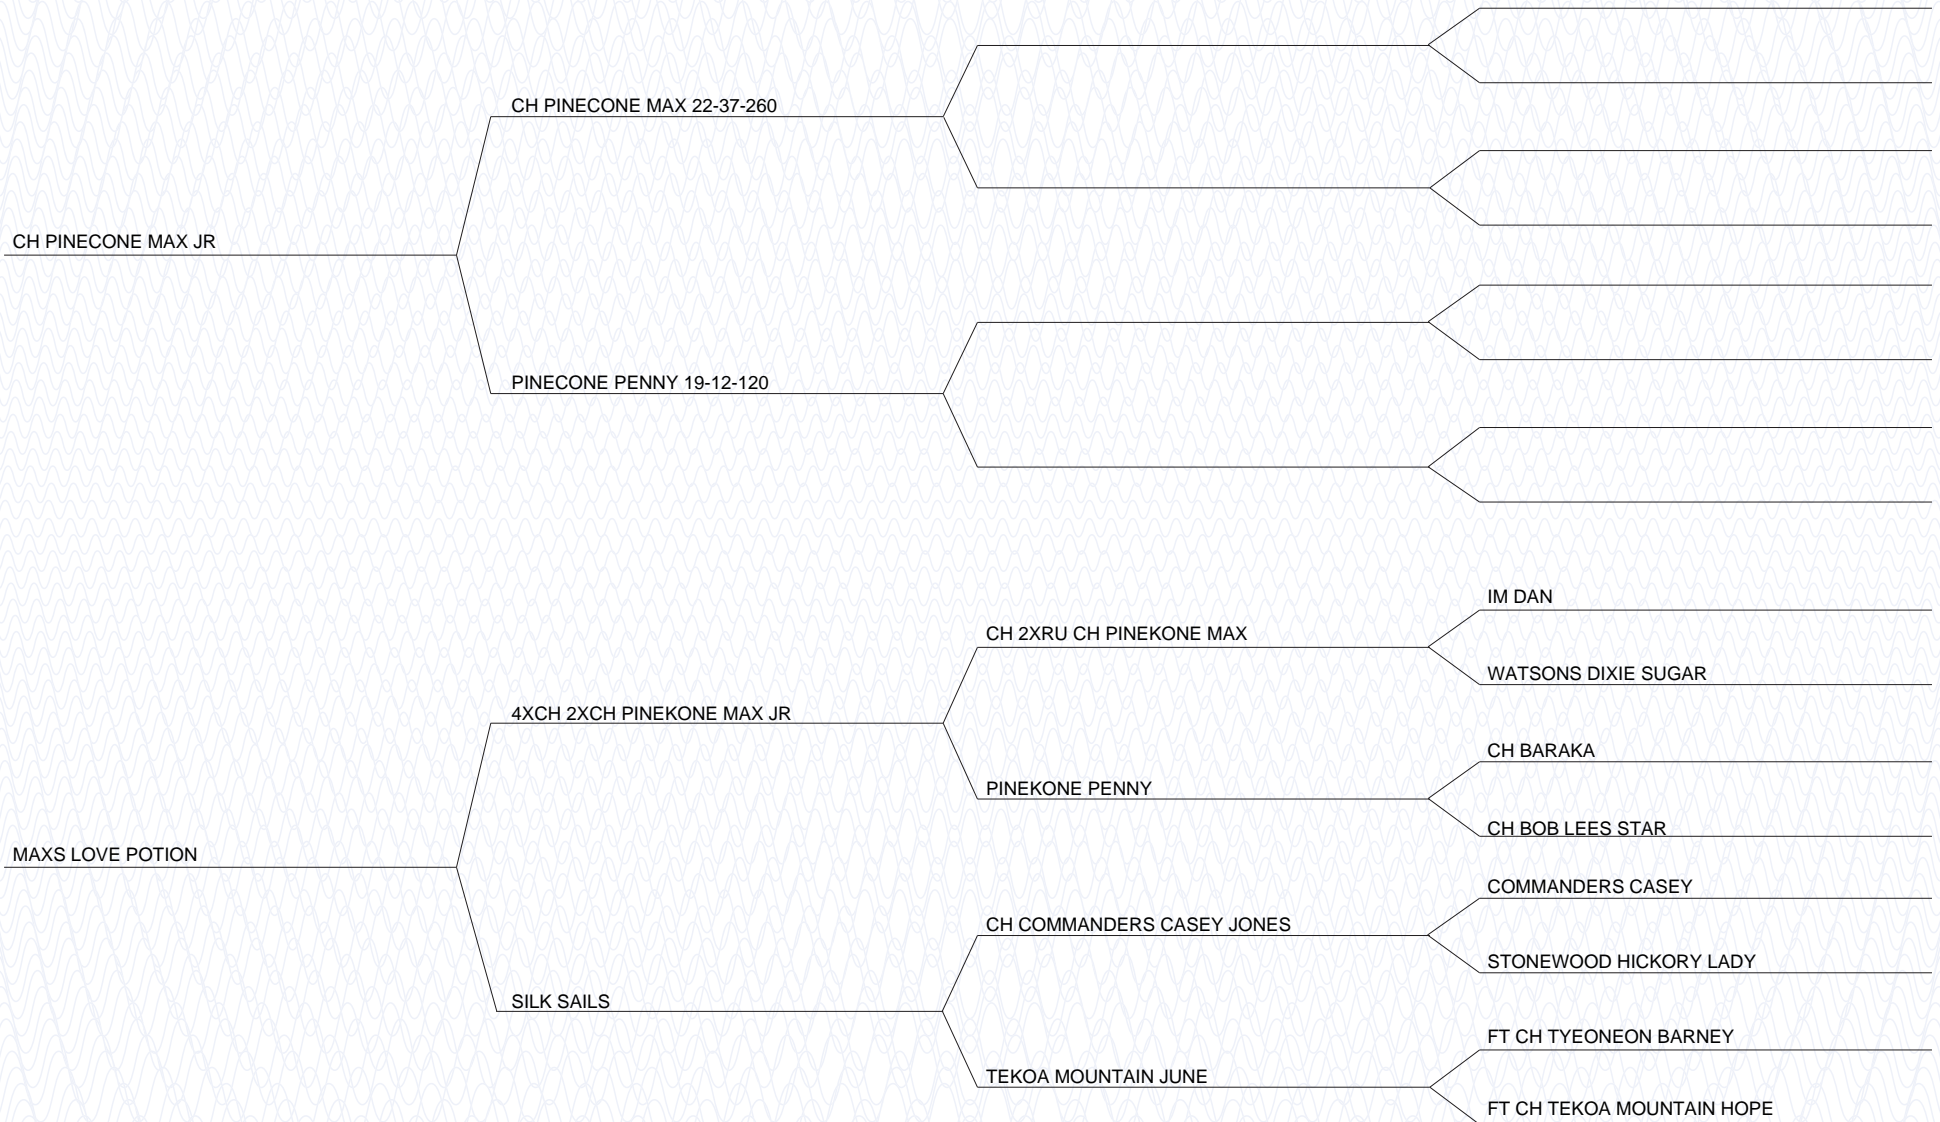 CH PINECONE MAX 22-37-260
CH PINECONE MAX JR
PINECONE PENNY 19-12-120
IM DAN
CH 2XRU CH PINEKONE MAX
WATSONS DIXIE SUGAR
4XCH 2XCH PINEKONE MAX JR
CH BARAKA
PINEKONE PENNY
CH BOB LEES STAR
MAXS LOVE POTION
COMMANDERS CASEY
CH COMMANDERS CASEY JONES
STONEWOOD HICKORY LADY
SILK SAILS
FT CH TYEONEON BARNEY
TEKOA MOUNTAIN JUNE
FT CH TEKOA MOUNTAIN HOPE